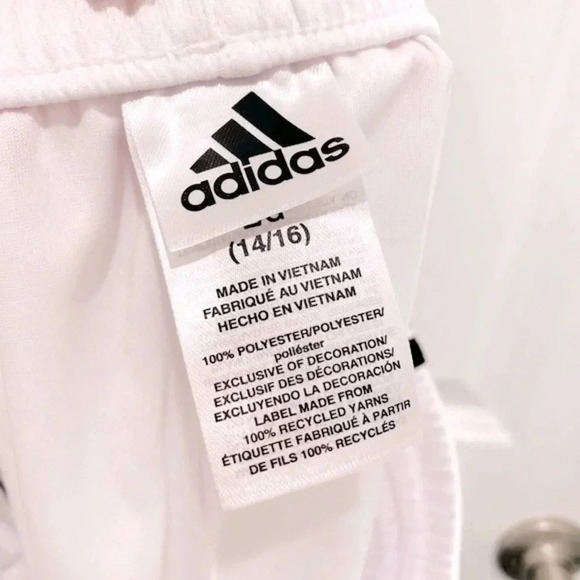 adidas
(14/16)
MADE IN VIETNAM
FABRIQUÉ AU VIETNAM
HECHO EN VIETNAM
100% POLYESTER/POLYESTER/
poliéster
EXCLUSIVE OF DECORATION/
EXCLUSIF DES DÉCORATIONS/
EXCLUYENDO LA DECORACIÓN
LABEL MADE FROM
100% RECYCLED YARNS
ÉTIQUETTE FABRIQUÉ À PARTIR
DE FILS 100% RECYCLÉS